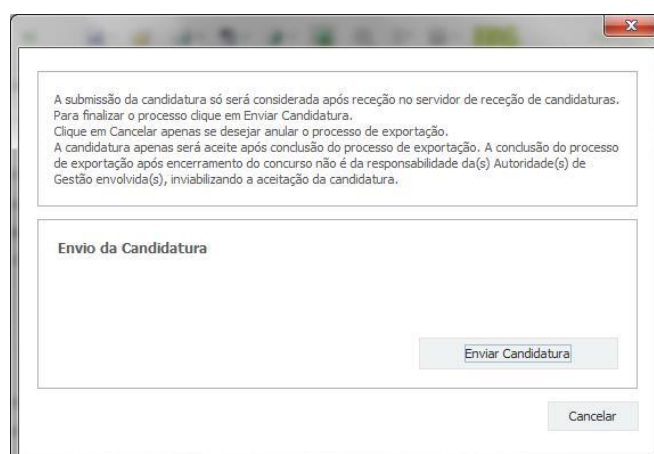 A submissão da candidatura só será considerada após receção no servidor de receção de candidaturas.
Para finalizar o processo clique em Enviar Candidatura.
Clique em Cancelar apenas se desejar anular o processo de exportação.
A candidatura apenas será aceite após conclusão do processo de exportação. A conclusão do processo
de exportação após encerramento do concurso não é da responsabilidade da(s) Autoridade(s) de
Gestão envolvida(s), inviabilizando a aceitação da candidatura.
Envio da Candidatura
Enviar Candidatura
Cancelar